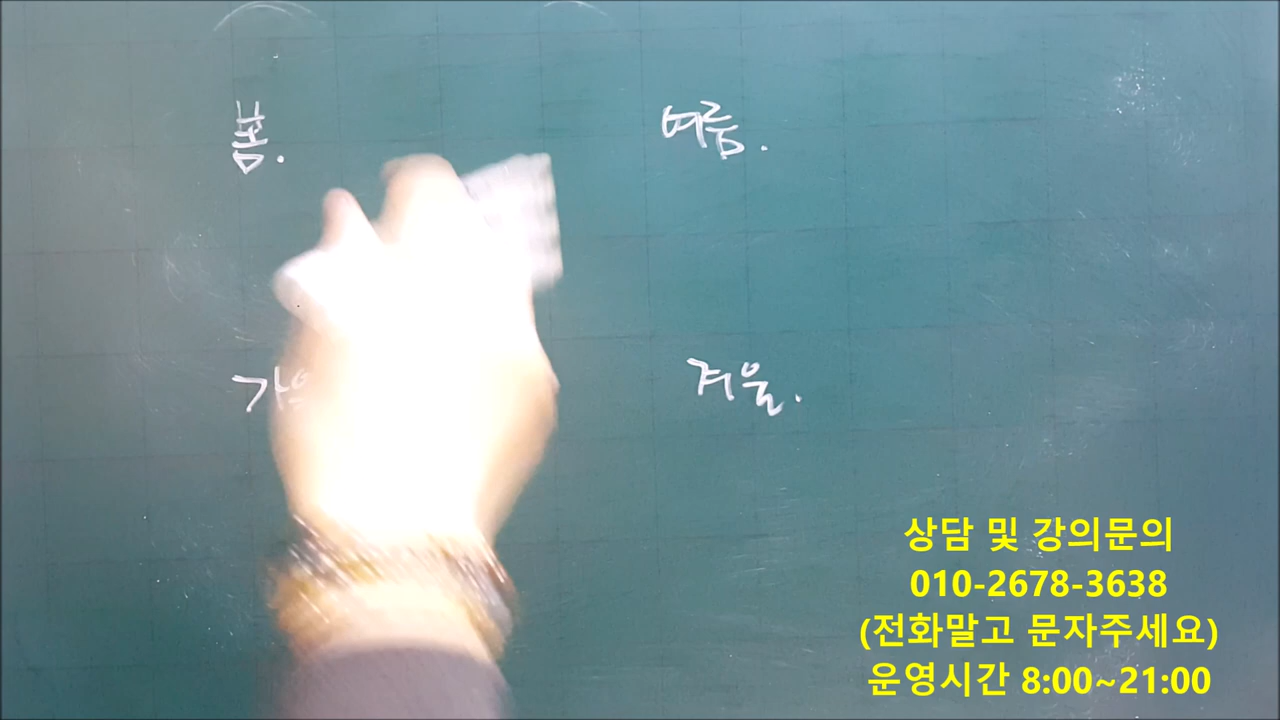 봄.
여름.
겨울.
상담 및 강의문의
010-2678-3638
(전화말고 문자주세요)
운영시간 8:00~21:00